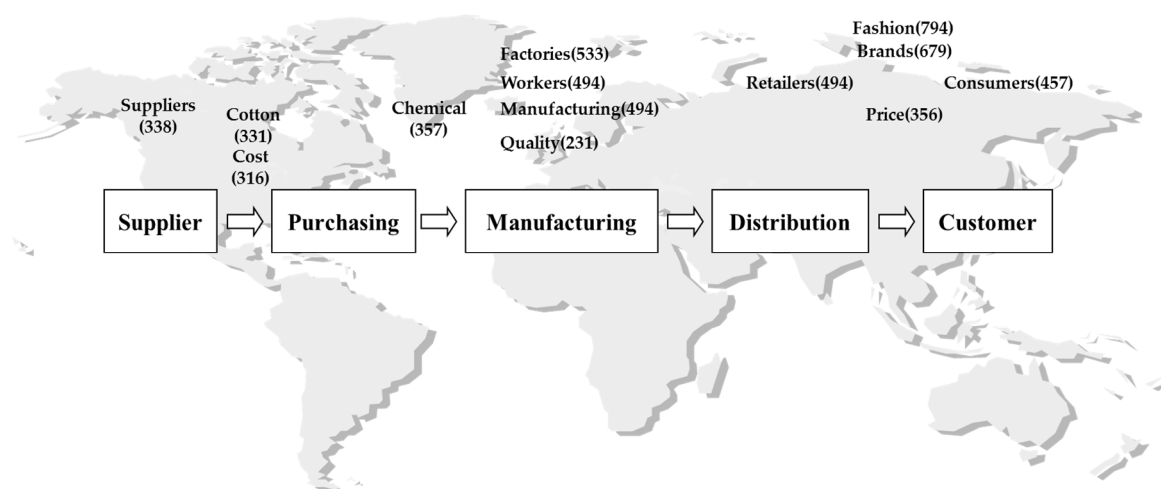 Fashion(794)
Brands(679)
Factories(533)
Workers(494)
Retailers(494)
Consumers(457)
Suppliers
(338)
Cotton
(331)
Chemical
(357)
Manufacturing(494)
Price(356)
Cost
(316)
Quality(231)
Supplier
Purchasing
Manufacturing
Distribution
Customer